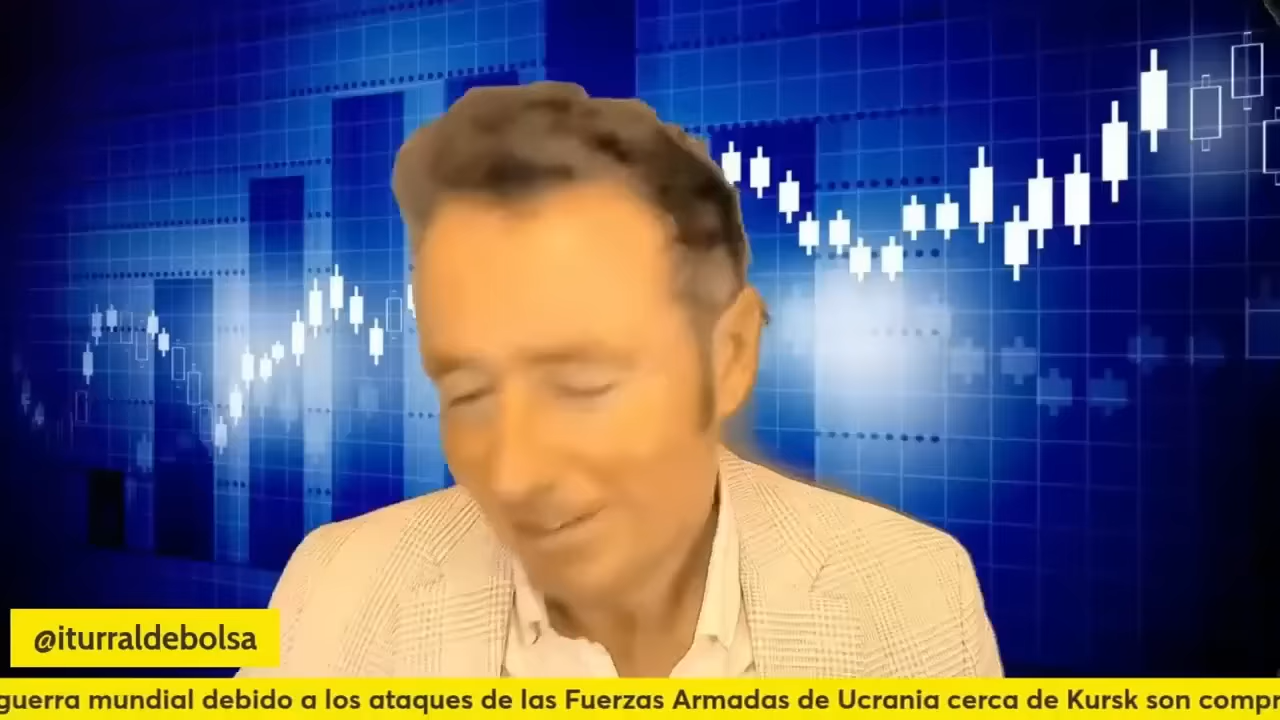 @iturraldebolsa
guerra mundial debido a los ataques de las Fuerzas Armadas de Ucrania cerca de Kursk son